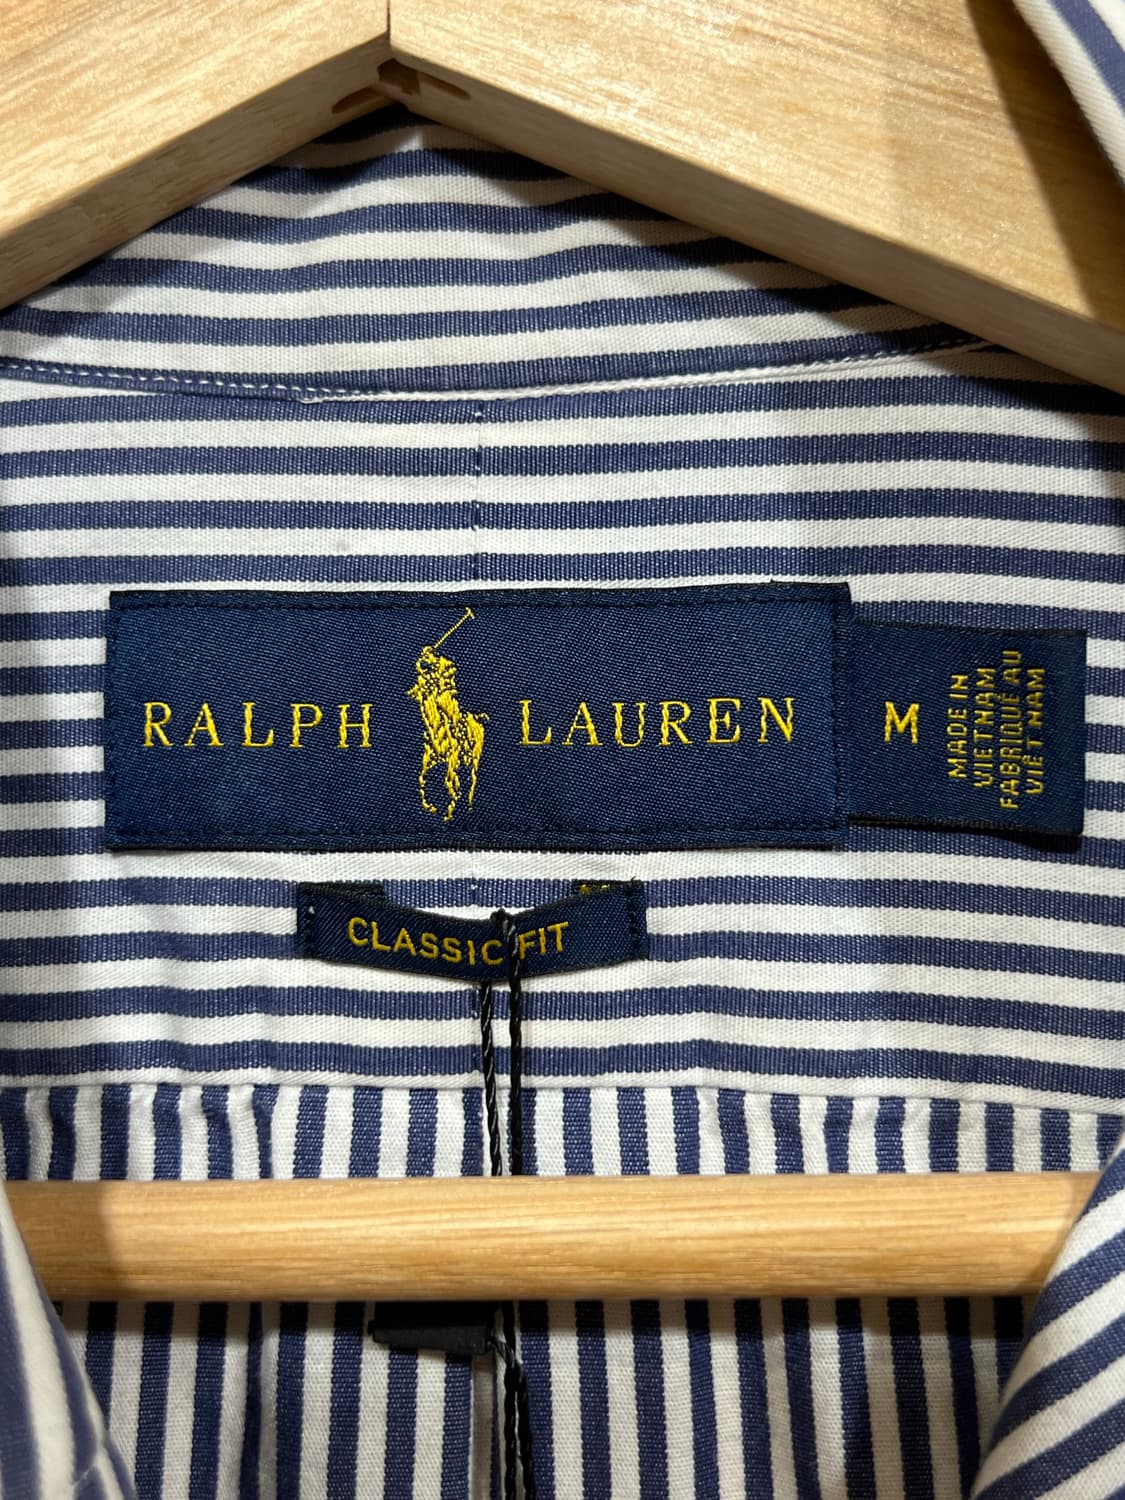 RALPH LAUREN
M
MADE IN
VIETNAM
FABRIQUÉ AU
VIÊT NAM
CLASSIC FIT